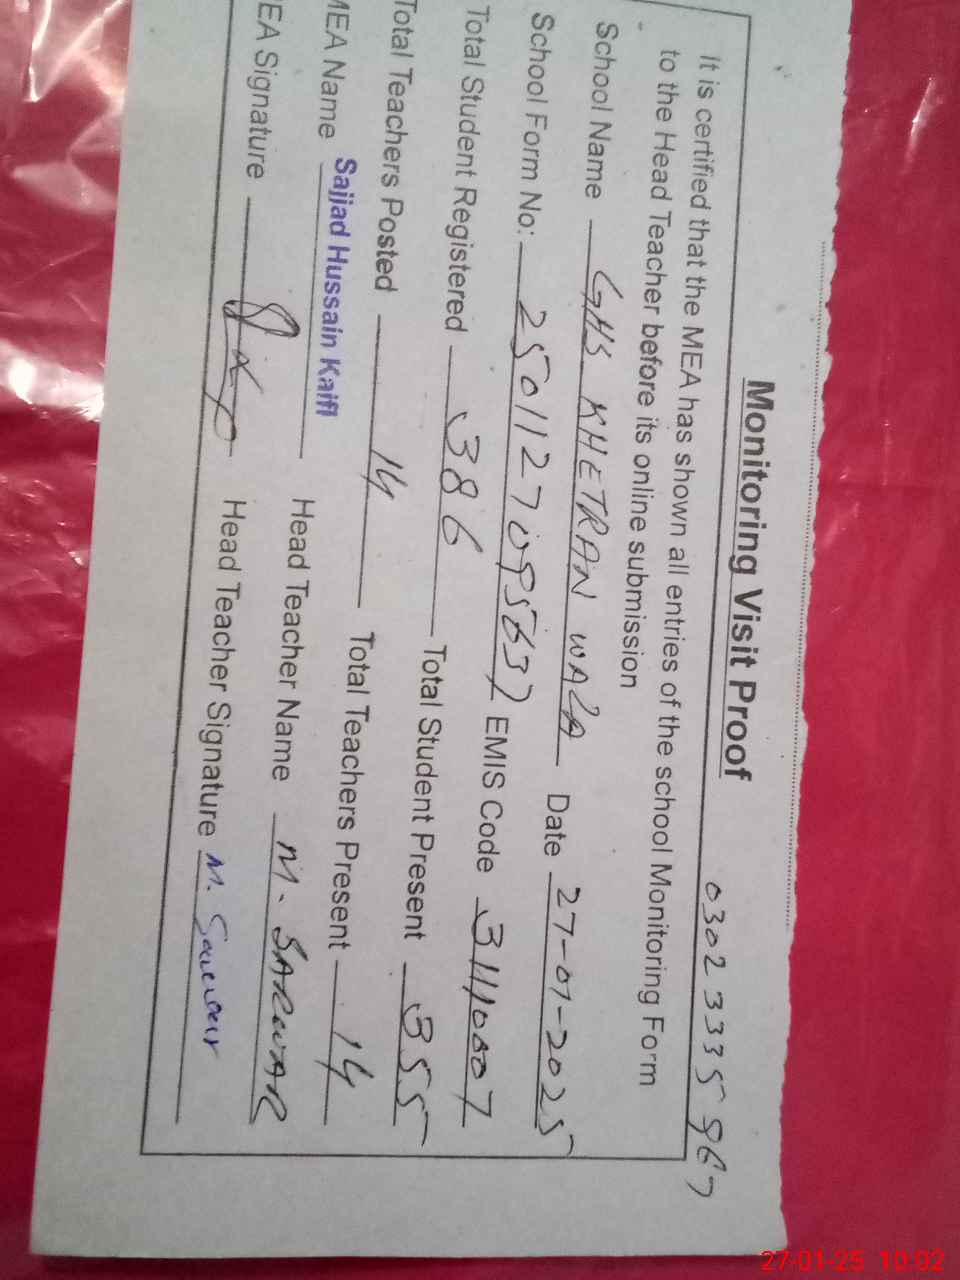 Monitoring Visit Proof
0302 3335967
It is certified that the MEA has shown all entries of the school Monitoring Form
to the Head Teacher before its online submission
School Name GHS KHETRAN WALA Date 27-01-2025
School Form No: EMIS Code 31110007
Total Student Registered 386 Total Student Present 355
Total Teachers Posted 14 Total Teachers Present 14
MEA Name Sajjad Hussain Kaifi Head Teacher Name M. SARWAR
EA Signature Head Teacher Signature M. Sarwar
27-01-25 10:02